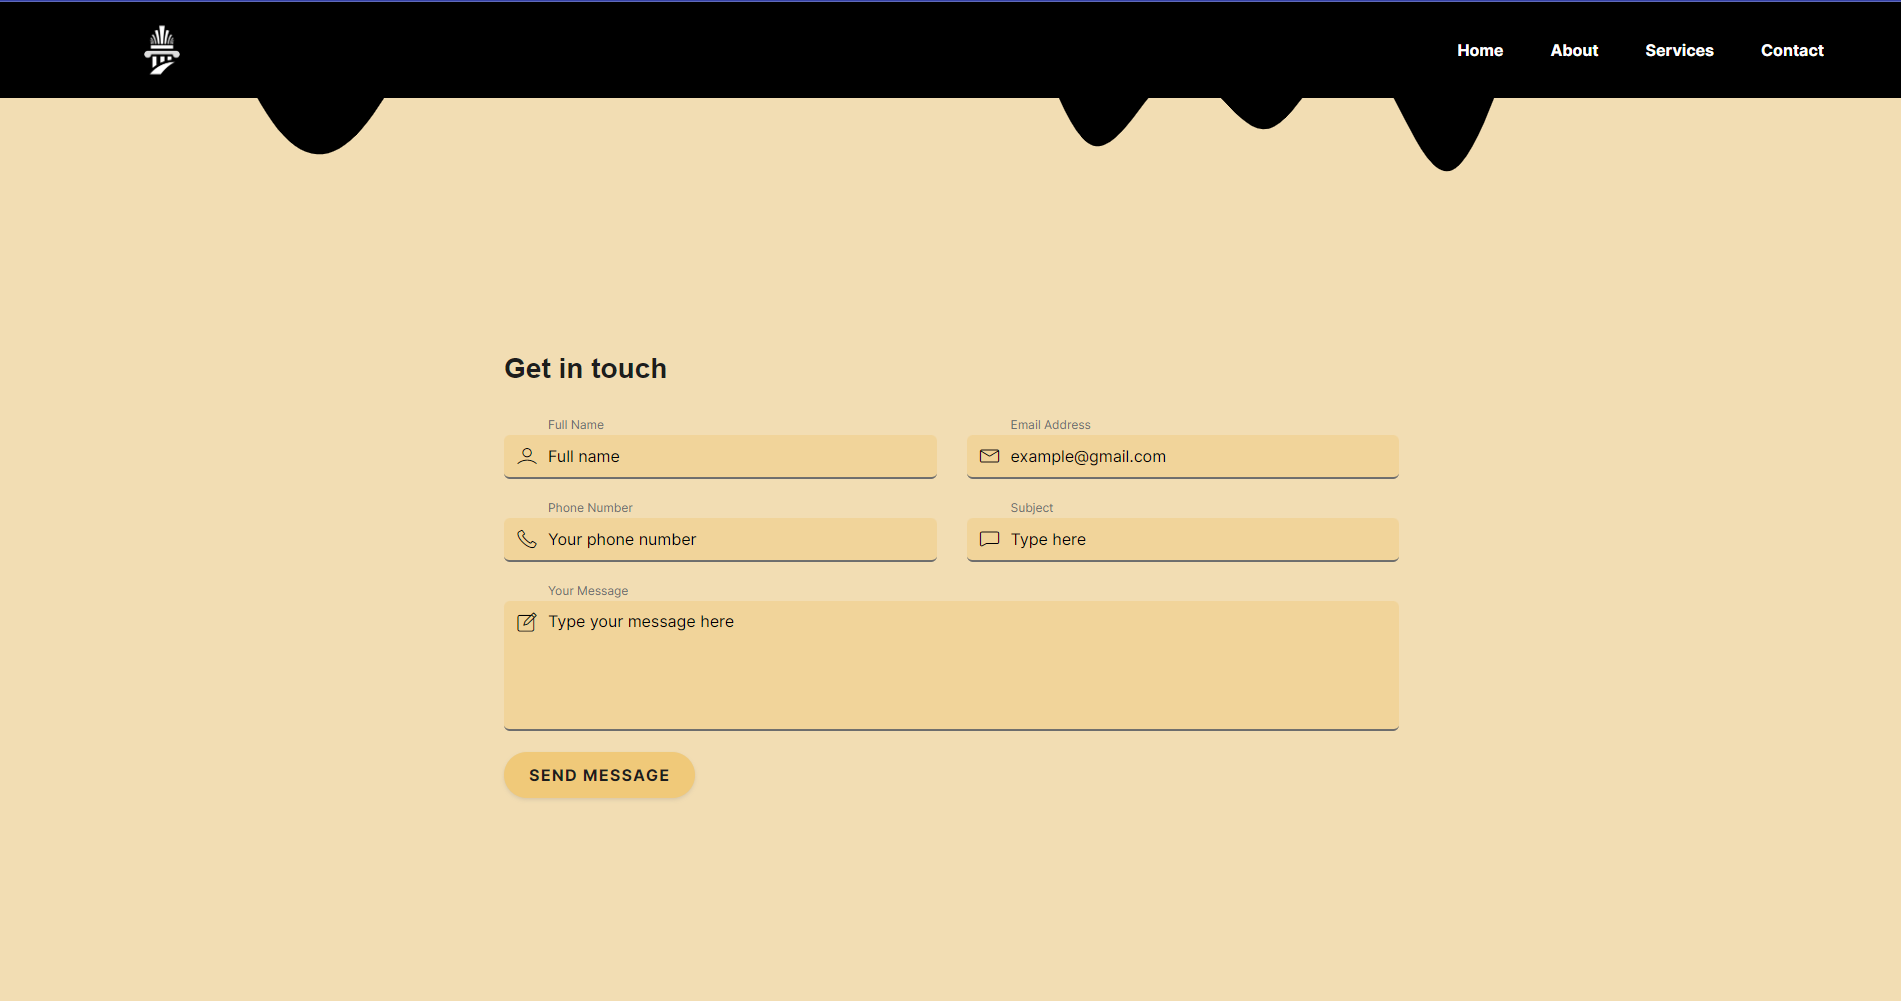 Home About Services Contact
Get in touch
Full Name
Full name
Email Address
example@gmail.com
Phone Number
Your phone number
Subject
Type here
Your Message
Type your message here
SEND MESSAGE